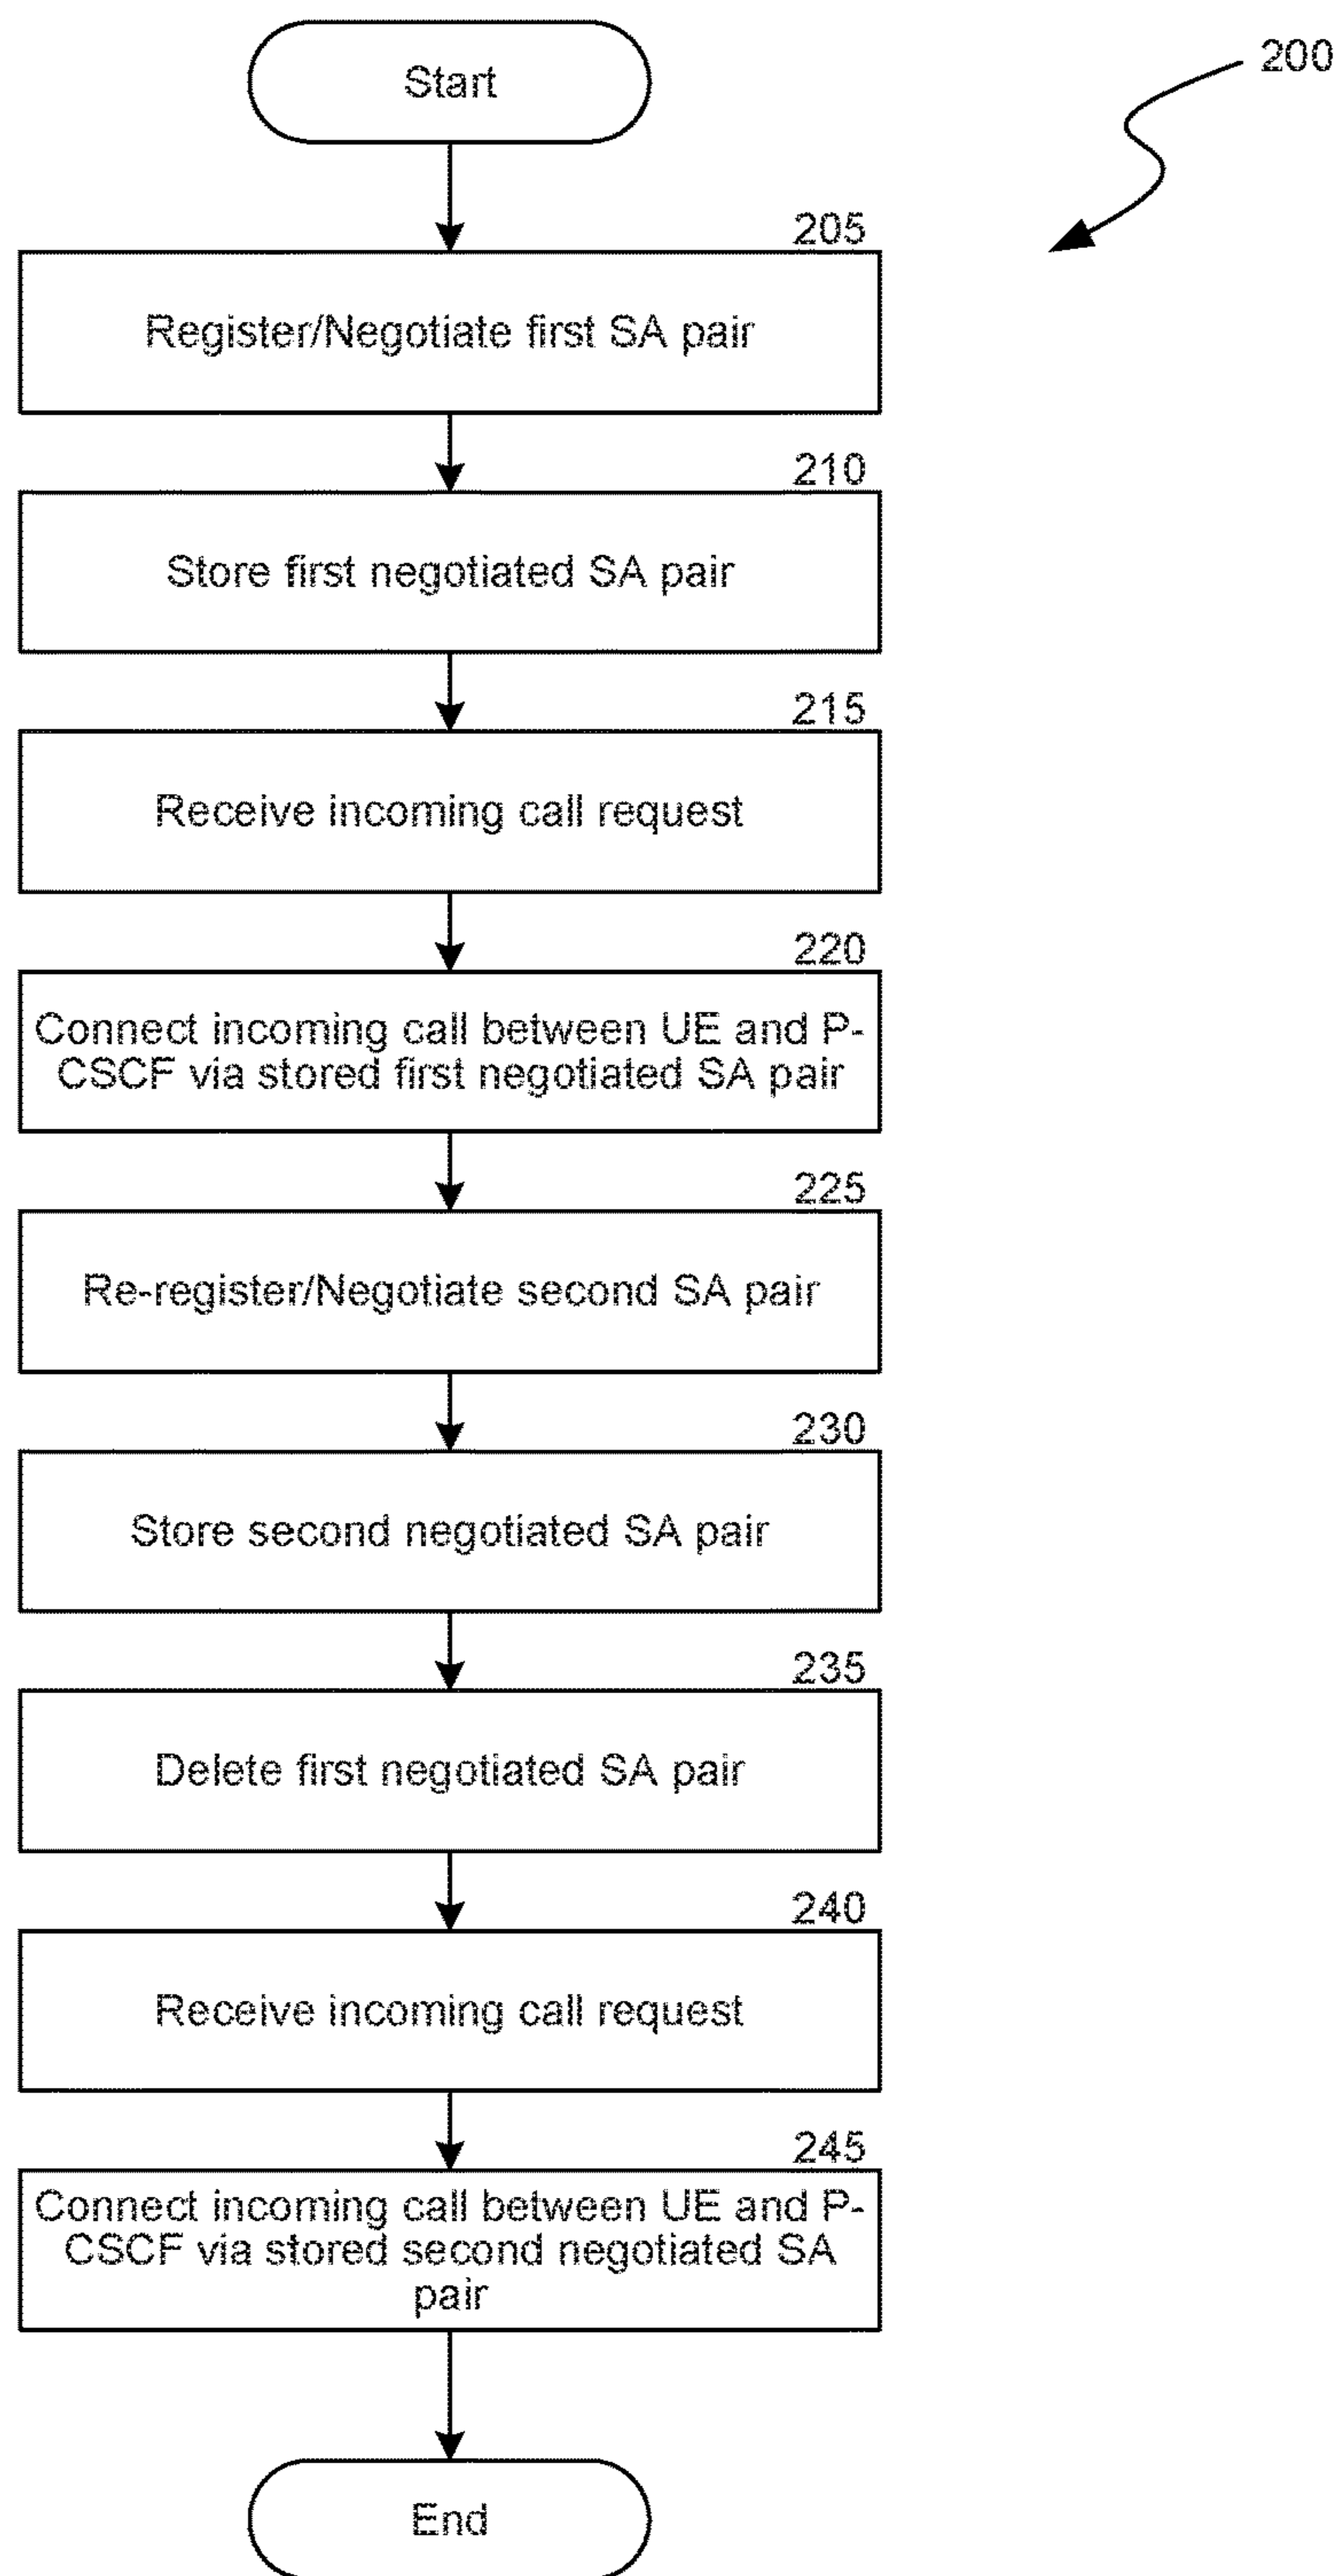 Start
200
205
Register/Negotiate first SA pair
210
Store first negotiated SA pair
215
Receive incoming call request
220
Connect incoming call between UE and P-
CSCF via stored first negotiated SA pair
225
Re-register/Negotiate second SA pair
230
Store second negotiated SA pair
235
Delete first negotiated SA pair
240
Receive incoming call request
245
Connect incoming call between UE and P-
CSCF via stored second negotiated SA
pair
End